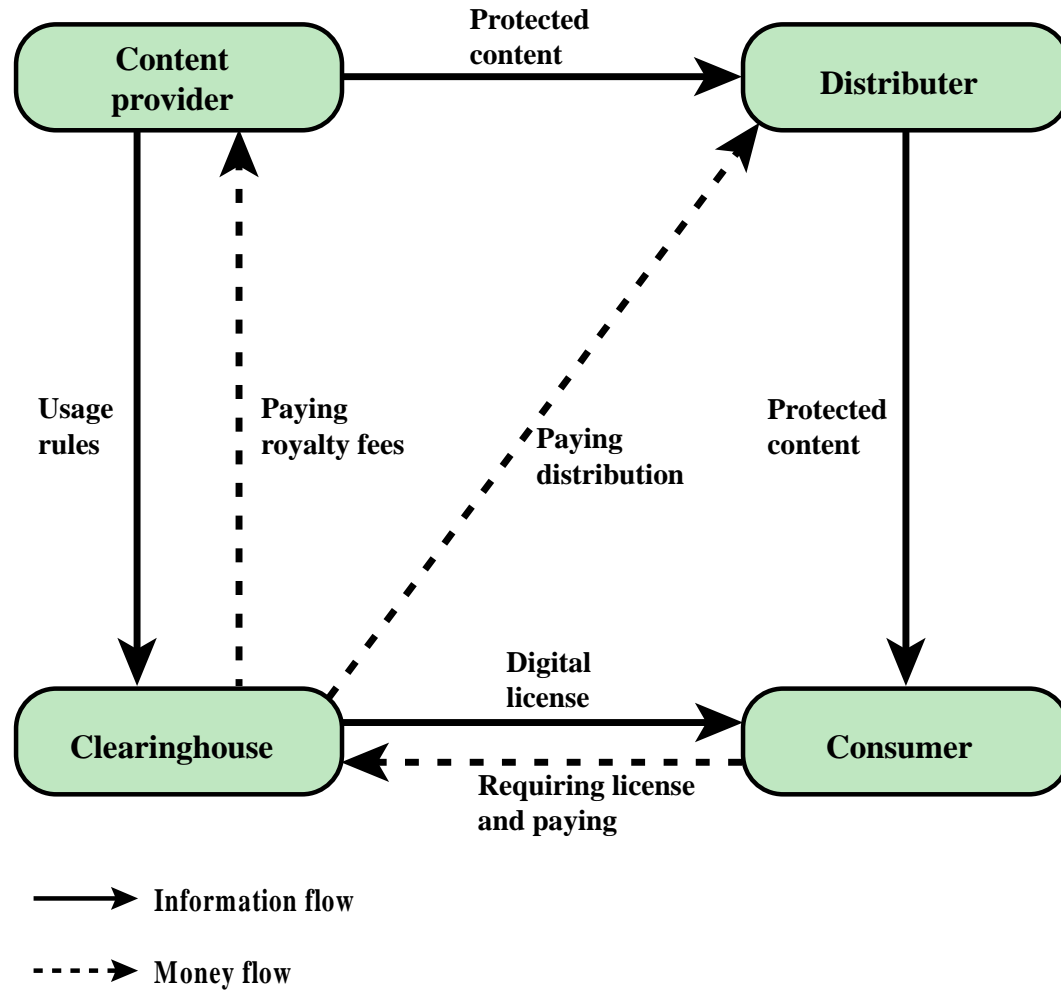 Content
provider
Protected
content
Distributer
Usage
rules
Paying
royalty fees
Paying
distribution
Protected
content
Clearinghouse
Digital
license
Consumer
Requiring license
and paying
Information flow
Money flow